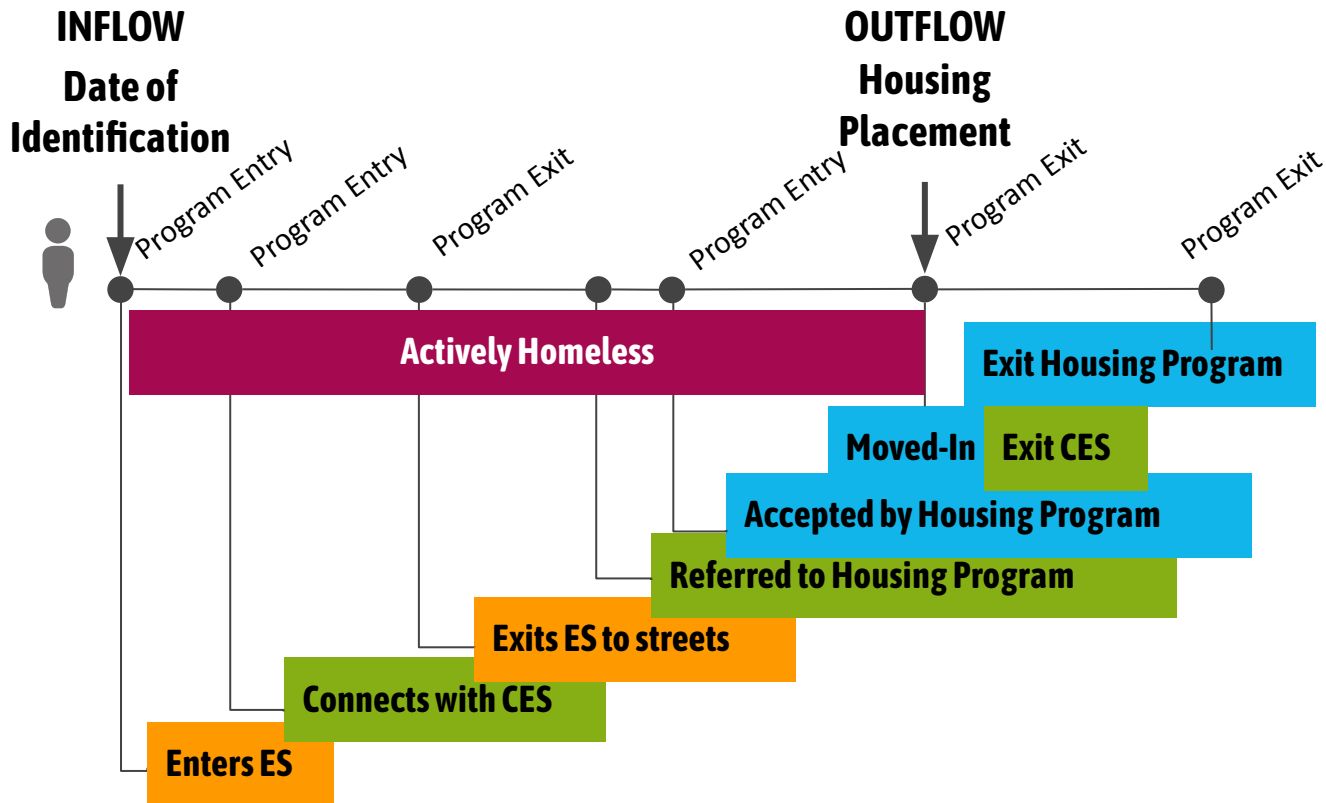 INFLOW
Date of
Identification
OUTFLOW
Housing
Placement
Program Entry
Program Entry
Program Exit
Program Entry
Program Exit
Program Exit
Actively Homeless
Exit Housing Program
Moved-In
Exit CES
Accepted by Housing Program
Referred to Housing Program
Exits ES to streets
Connects with CES
Enters ES